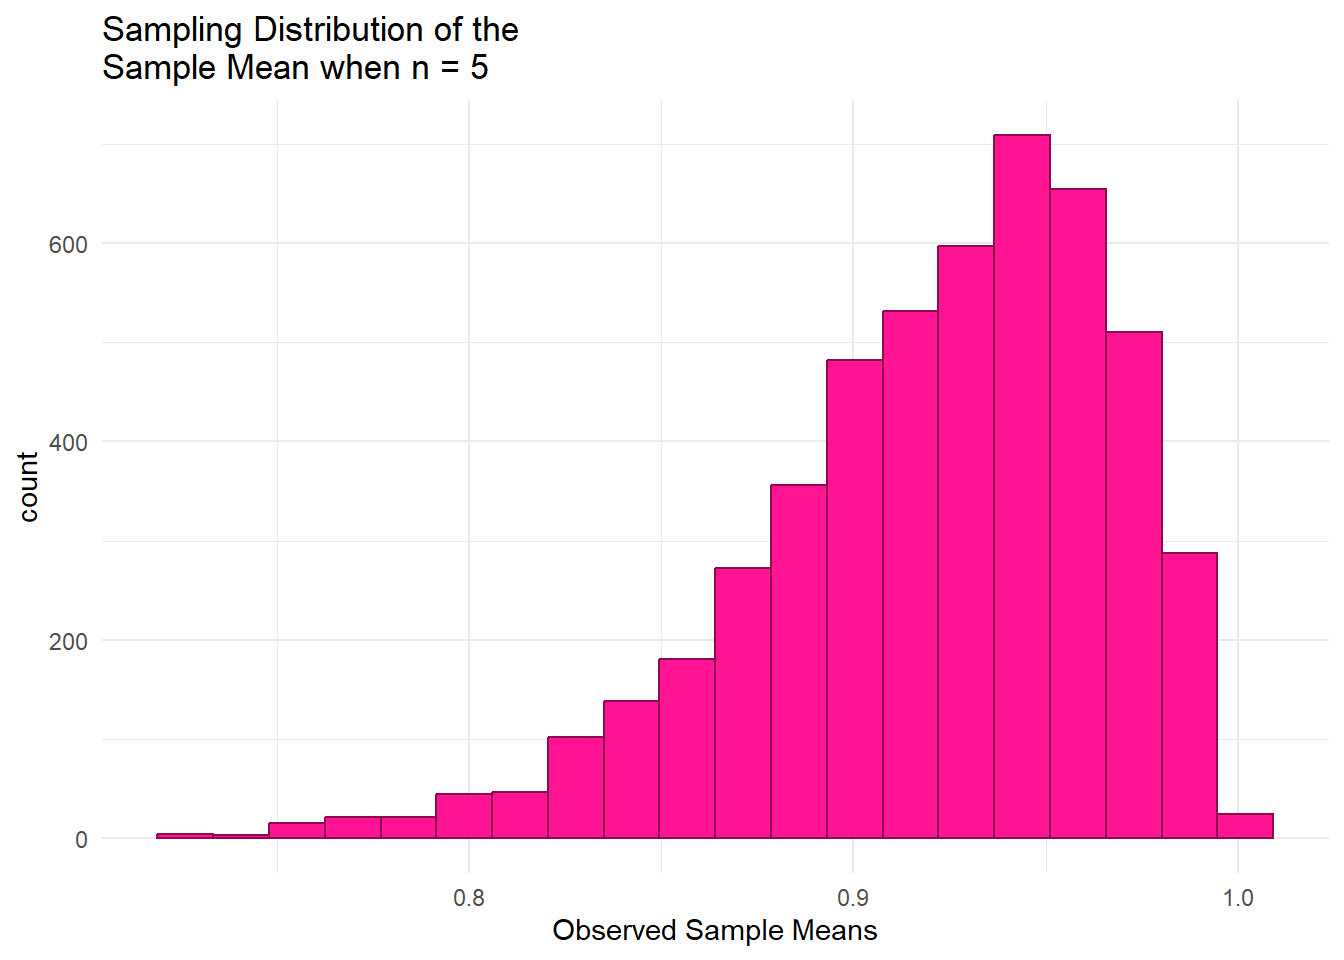 Sampling Distribution of the
Sample Mean when n = 5
600
400
200
0
count
0.8
0.9
1.0
Observed Sample Means